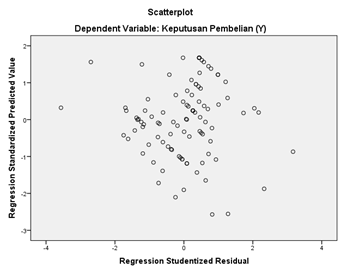 Scatterplot
Dependent Variable: Keputusan Pembelian (Y)
Regression Standardized Predicted Value
2
1
0
-1
-2
-3
-4
-2
0
2
4
Regression Studentized Residual